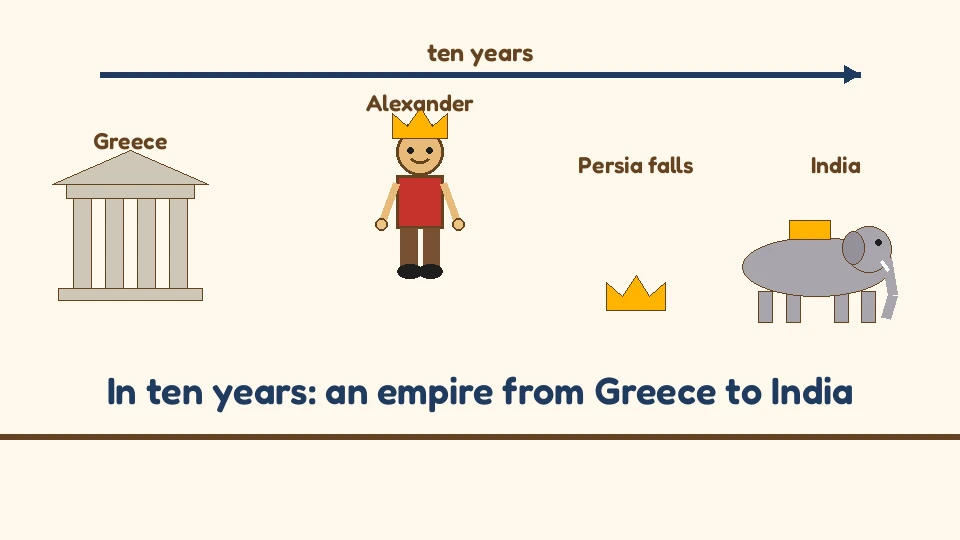 ten years
Alexander
Greece
Persia falls
India
In ten years: an empire from Greece to India